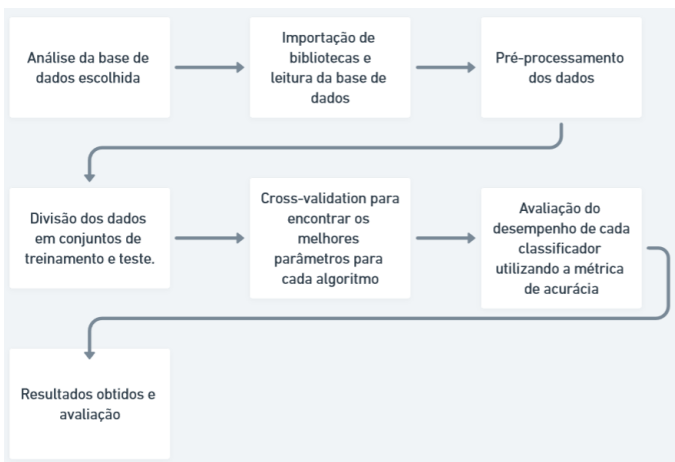 Análise da base de
dados escolhida
Importação de
bibliotecas e
leitura da base de
dados
Pré-processamento
dos dados
Divisão dos dados
em conjuntos de
treinamento e teste.
Cross-validation para
encontrar os
melhores
parâmetros para
cada algoritmo
Avaliação do
desempenho de cada
classificador
utilizando a métrica
de acurácia
Resultados obtidos e
avaliação